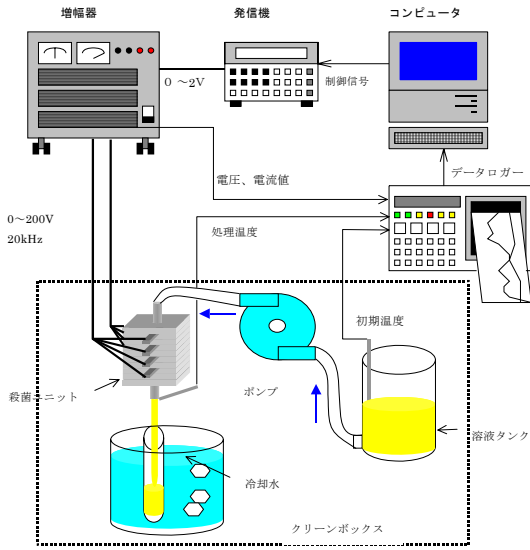 増幅器
発信機
コンピュータ
0 ～2V
制御信号
データロガー
電圧、電流値
0～200V
20kHz
処理温度
初期温度
殺菌ユニット
ポンプ
溶液タンク
冷却水
クリーンボックス